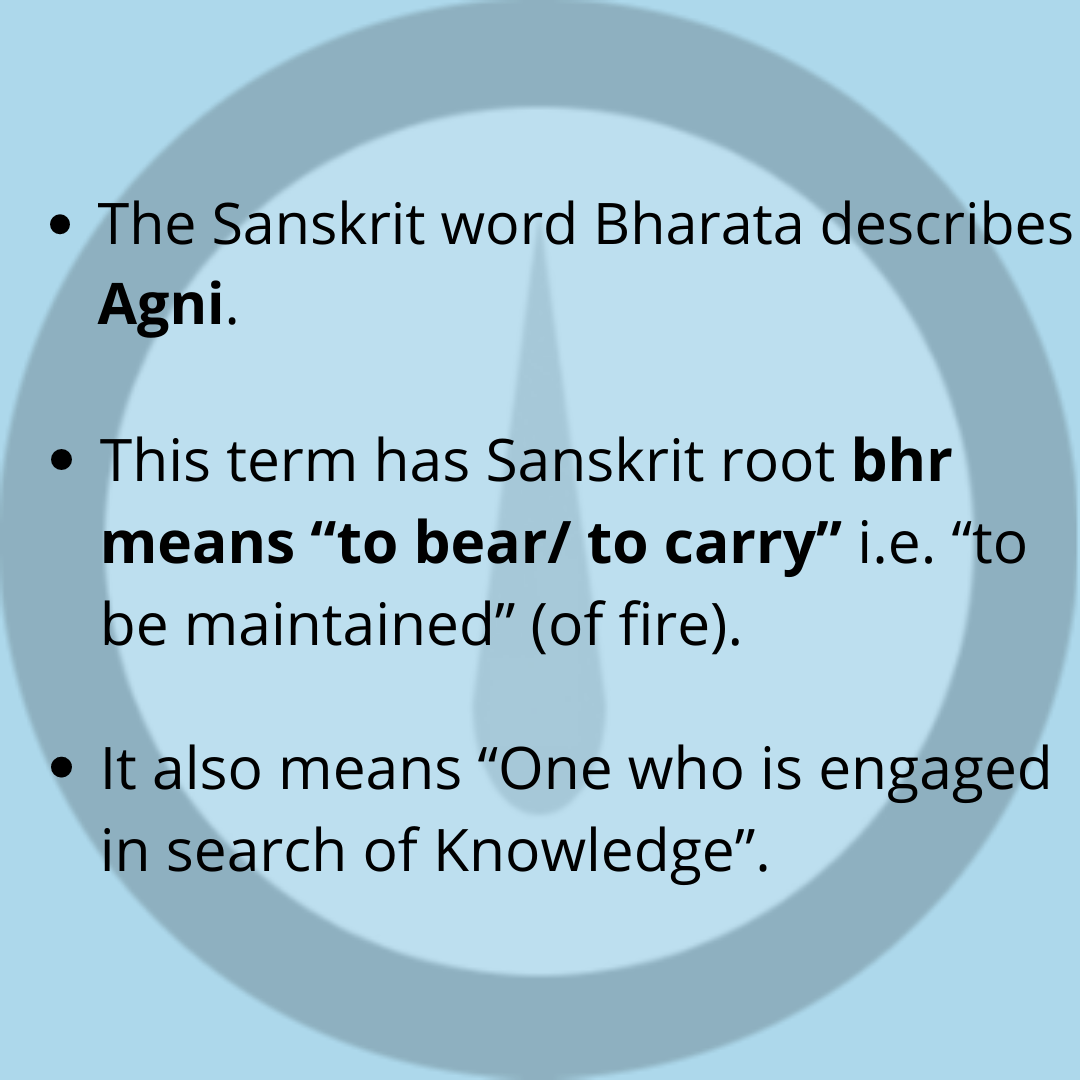 • The Sanskrit word Bharata describes
Agni.
• This term has Sanskrit root bhr
means “to bear/ to carry” i.e. “to
be maintained” (of fire).
• It also means “One who is engaged
in search of Knowledge”.